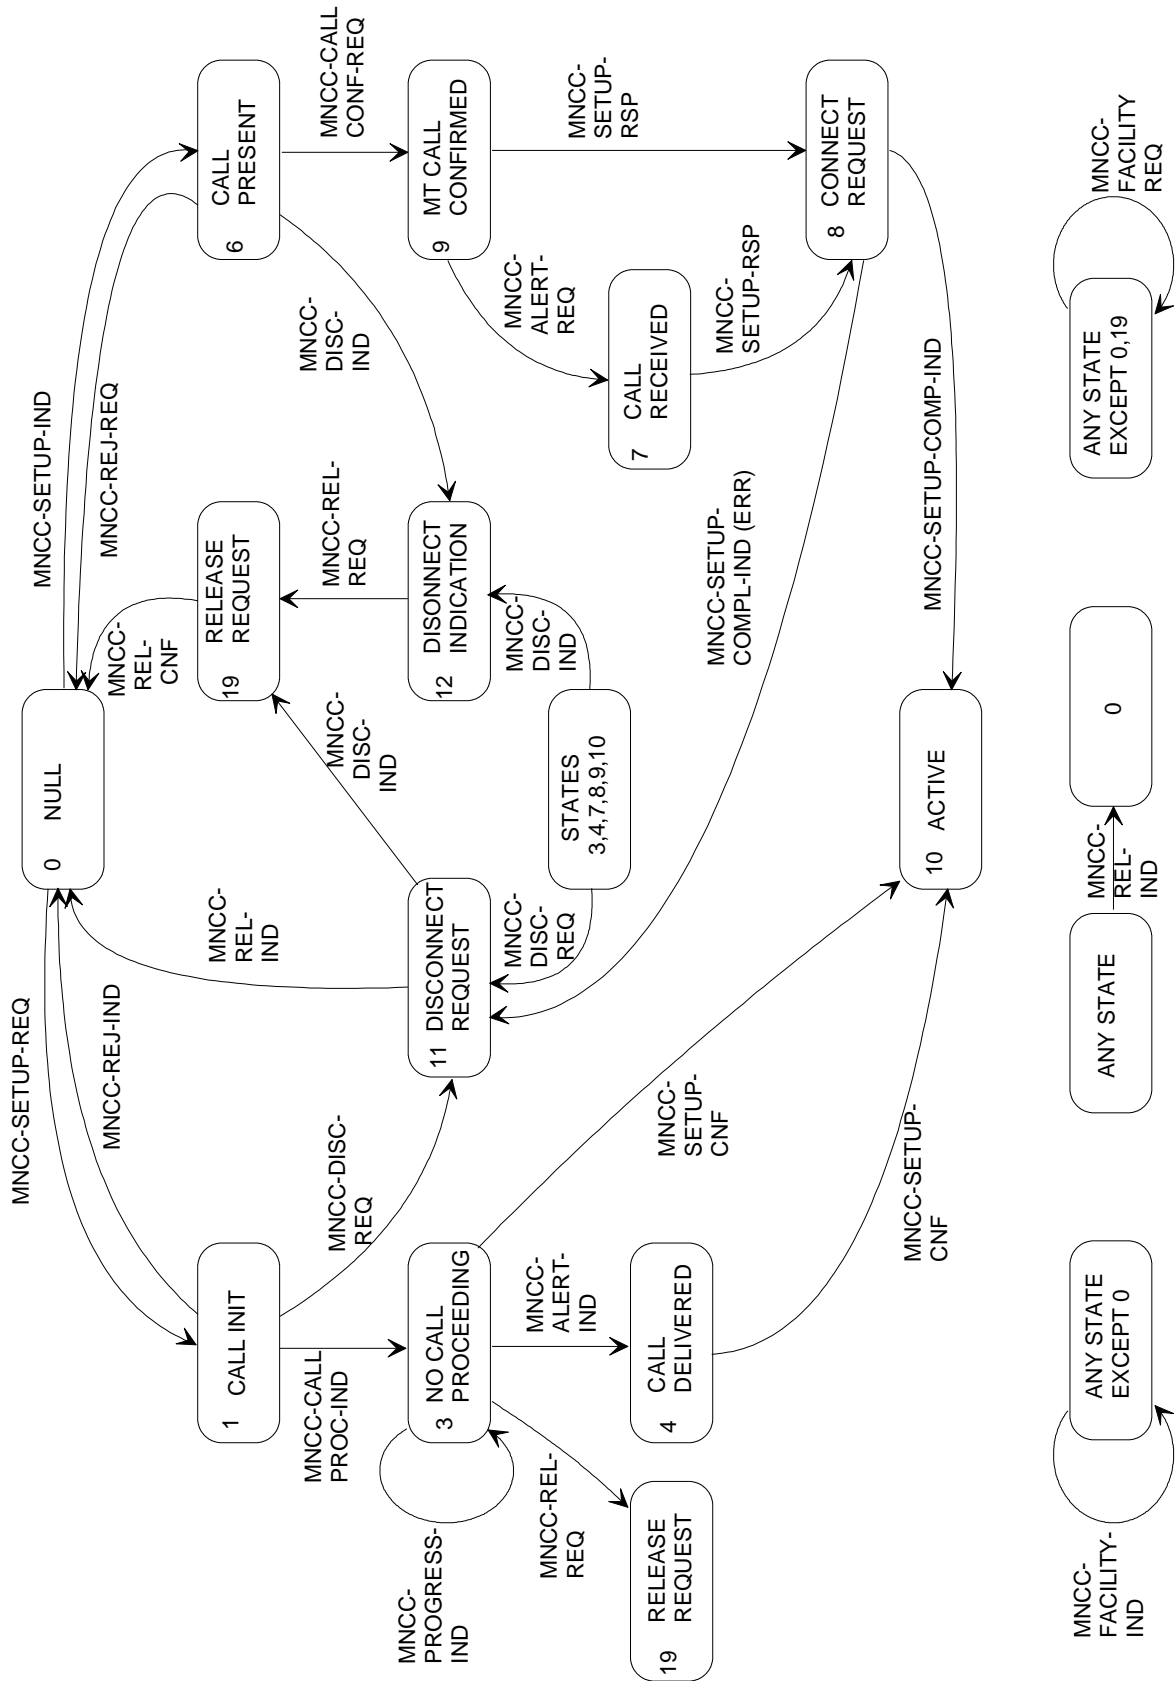 MNCC-SETUP-REQ
MNCC-REJ-IND
MNCC-
REL-
IND
0 NULL
MNCC-SETUP-IND
MNCC-REJ-REQ
MNCC-
REL-
CNF
1 CALL INIT
MNCC-DISC-
REQ
MNCC-
DISC-
IND
19 RELEASE
REQUEST
MNCC-
DISC-
IND
6 CALL
PRESENT
MNCC-CALL
PROC-IND
MNCC-REL-
REQ
MNCC-CALL
CONF-REQ
MNCC-
PROGRESS-
IND
3 NO CALL
PROCEEDING
11 DISCONNECT
REQUEST
12 DISONNECT
INDICATION
9 MT CALL
CONFIRMED
MNCC-
DISC-
REQ
MNCC-
DISC-
IND
MNCC-REL-
REQ
MNCC-
ALERT-
IND
STATES
3,4,7,8,9,10
MNCC-
ALERT-
REQ
MNCC-
SETUP-
RSP
19 RELEASE
REQUEST
4 CALL
DELIVERED
MNCC-
SETUP-
CNF
MNCC-SETUP-
COMPL-IND (ERR)
7 CALL
RECEIVED
MNCC-
SETUP-RSP
8 CONNECT
REQUEST
MNCC-SETUP-
CNF
10 ACTIVE
MNCC-SETUP-COMP-IND
MNCC-
FACILITY-
IND
ANY STATE
EXCEPT 0
ANY STATE
MNCC-
REL-
IND
0
ANY STATE
EXCEPT 0,19
MNCC-
FACILITY
REQ